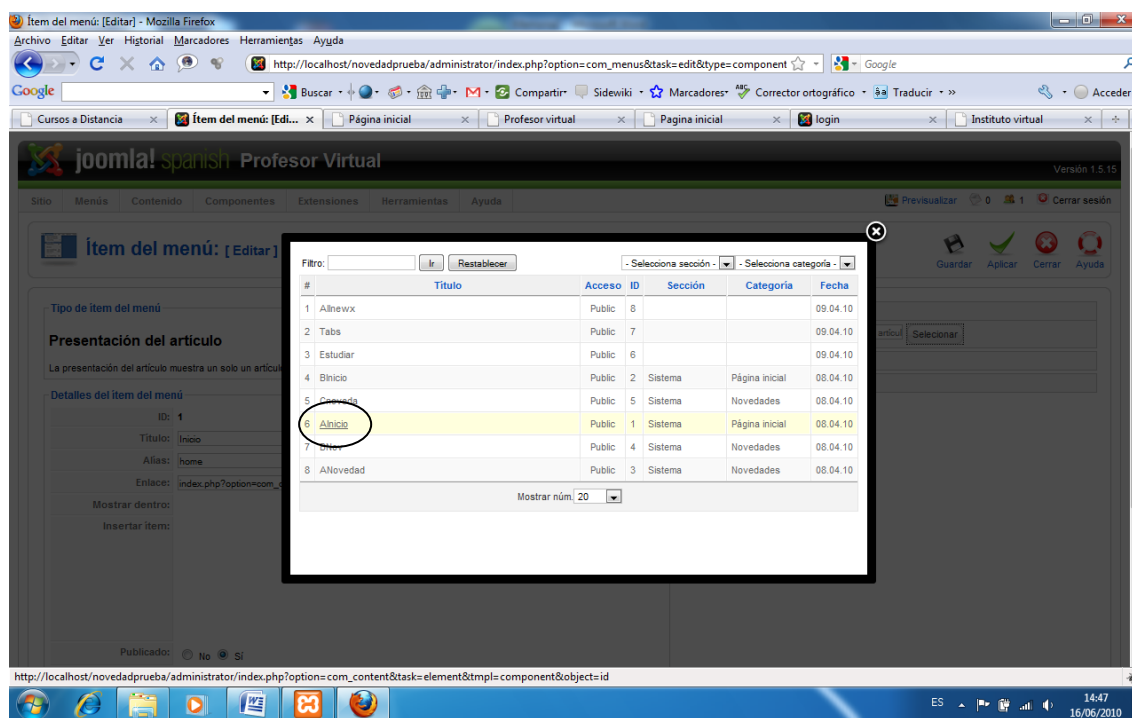 Ítem del menú: [Editar] - Mozilla Firefox
Archivo Editar Ver Historial Marcadores Herramientas Ayuda
http://localhost/novedadprueba/administrator/index.php?option=com_menus&task=edit&type=component Google
Google Buscar Compartir Sidewiki Marcadores Corrector ortográfico Traducir » Acceder
Cursos a Distancia Ítem del menú: [Edi... Página inicial Profesor virtual Pagina inicial login Instituto virtual
joomla! spanish Profesor Virtual
Versión 1.5.15
Sitio Menús Contenido Componentes Extensiones Herramientas Ayuda Previsualizar 0 1 Cerrar sesión
Ítem del menú: [ Editar ]
Guardar Aplicar Cerrar Ayuda
Filtro: Ir Restablecer - Selecciona sección - - Selecciona categoría -
# Título Acceso ID Sección Categoría Fecha
1 Allnewx Public 8 09.04.10
2 Tabs Public 7 09.04.10
3 Estudiar Public 6 09.04.10
4 BInicio Public 2 Sistema Página inicial 08.04.10
5 Cnoveda Public 5 Sistema Novedades 08.04.10
6 AInicio Public 1 Sistema Página inicial 08.04.10
7 BNov Public 4 Sistema Novedades 08.04.10
8 ANovedad Public 3 Sistema Novedades 08.04.10
Mostrar núm. 20
Tipo de ítem del menú
Presentación del artículo
La presentación del artículo muestra un solo un artícul
Selecionar
Detalles del ítem del menú
ID: 1
Título: Inicio
Alias: home
Enlace: index.php?option=com_c
Mostrar dentro:
Insertar ítem:
Publicado: No Sí
http://localhost/novedadprueba/administrator/index.php?option=com_content&task=element&tmpl=component&object=id
ES 14:47
16/06/2010